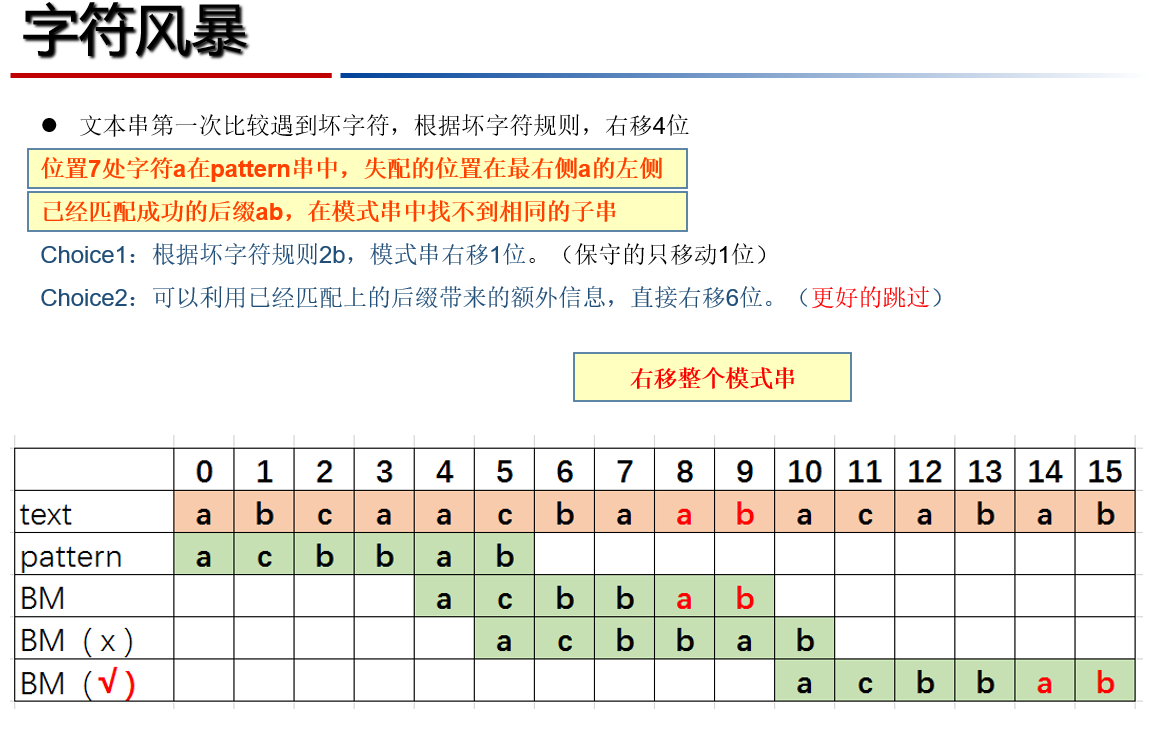 字符风暴
● 文本串第一次比较遇到坏字符，根据坏字符规则，右移4位
位置7处字符a在pattern串中，失配的位置在最右侧a的左侧
已经匹配成功的后缀ab，在模式串中找不到相同的子串
Choice1：根据坏字符规则2b，模式串右移1位。（保守的只移动1位）
Choice2：可以利用已经匹配上的后缀带来的额外信息，直接右移6位。（更好的跳过）
右移整个模式串
0 1 2 3 4 5 6 7 8 9 10 11 12 13 14 15
text a b c a a c b a a b a c a b a b
pattern a c b b a b
BM a c b b a b
BM（x） a c b b a b
BM（√） a c b b a b